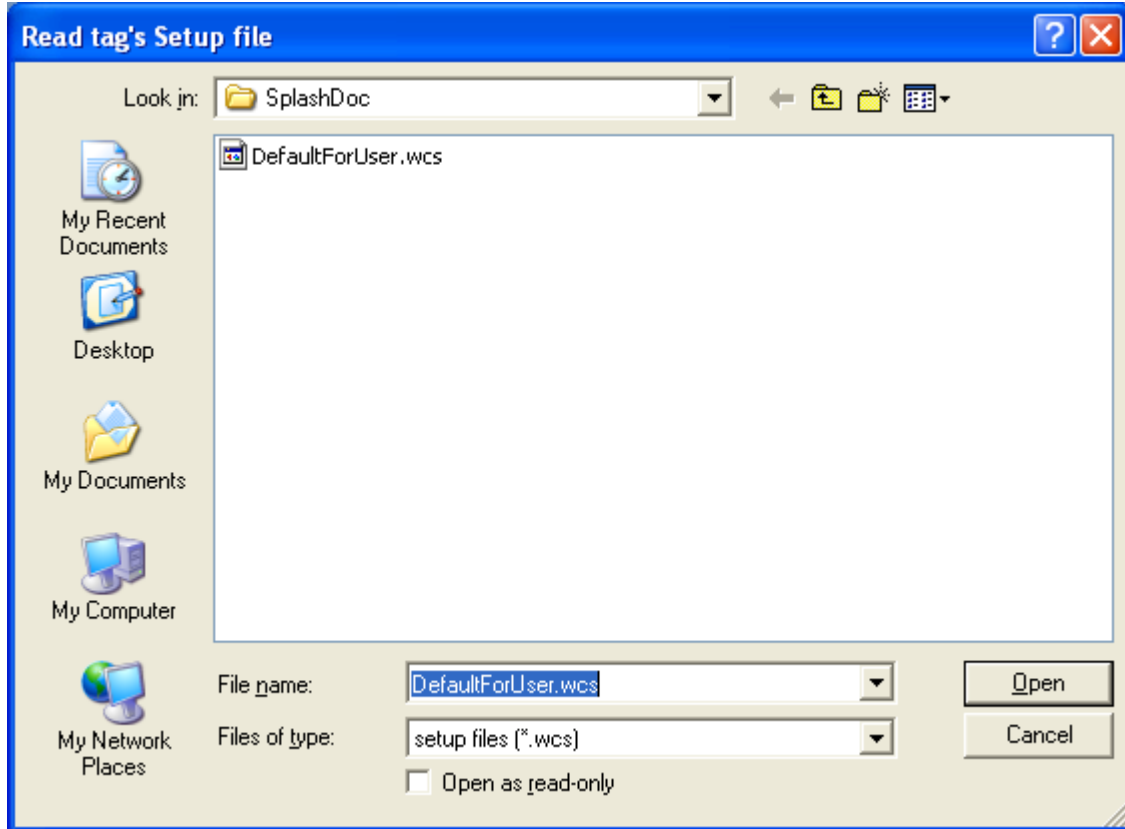 Read tag's Setup file
Look in:
SplashDoc
DefaultForUser.wcs
My Recent
Documents
Desktop
My Documents
My Computer
My Network
Places
File name:
DefaultForUser.wcs
Open
Files of type:
setup files (*.wcs)
Cancel
Open as read-only